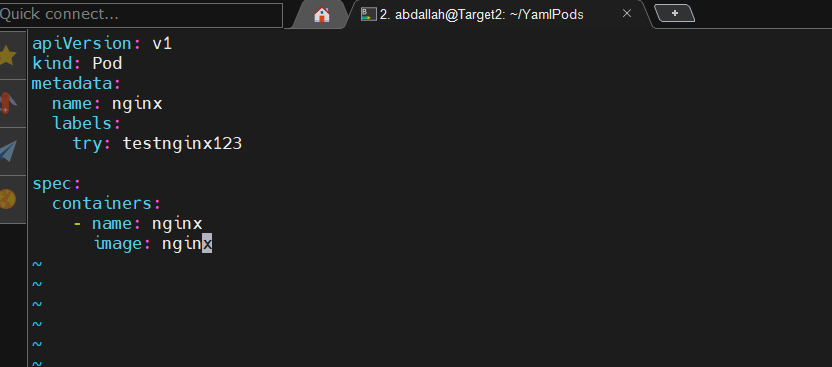 Quick connect...
2. abdallah@Target2: ~/YamlPods
apiVersion: v1
kind: Pod
metadata:
  name: nginx
  labels:
    try: testnginx123
spec:
  containers:
    - name: nginx
      image: nginx
~
~
~
~
~
~